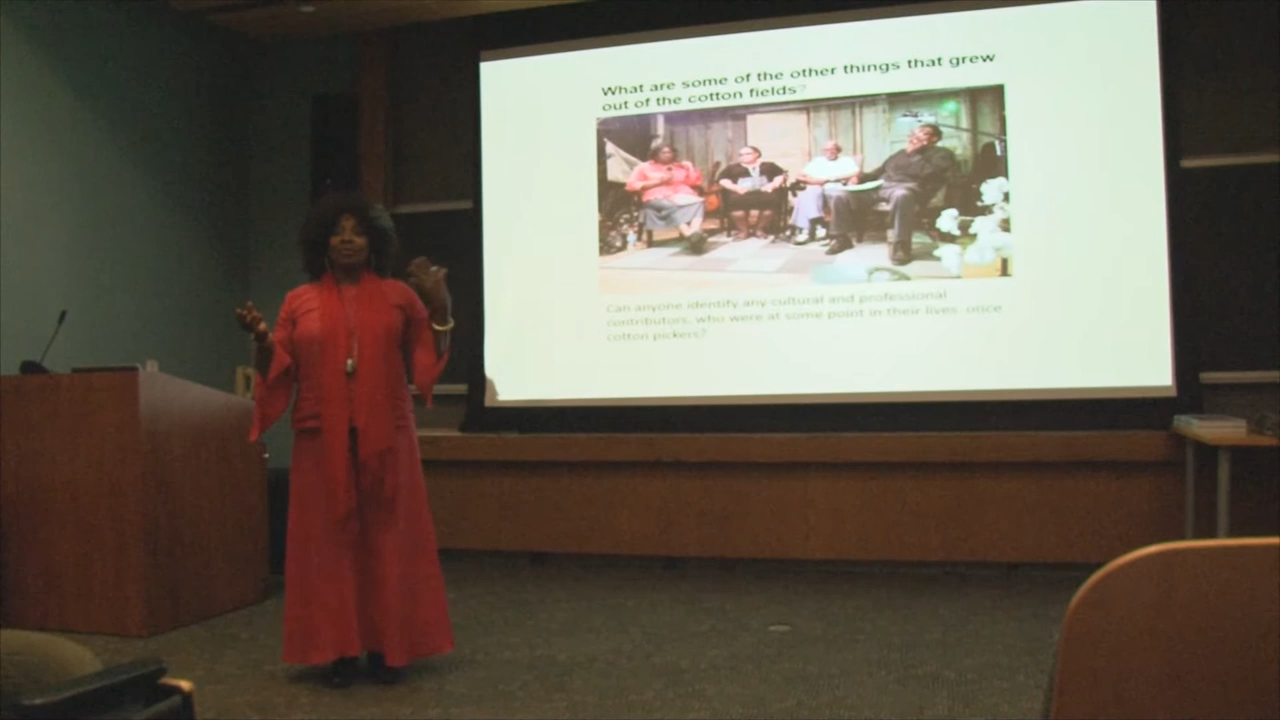 What are some of the other things that grew
out of the cotton fields?
Can anyone identify any cultural and professional
contributors, who were at some point in their lives once
cotton pickers?